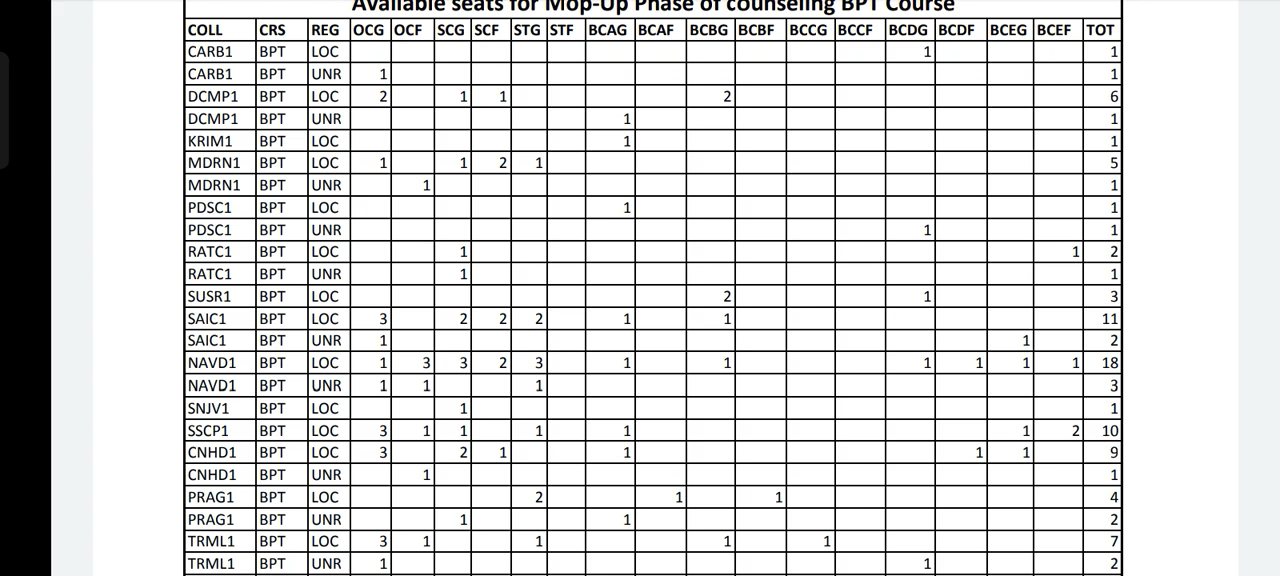 Available seats for Mop-Up Phase of counseling BPT Course
COLL CRS REG OCG OCF SCG SCF STG STF BCAG BCAF BCBG BCBF BCCG BCCF BCDG BCDF BCEG BCEF TOT
CARB1 BPT LOC 1 1
CARB1 BPT UNR 1 1
DCMP1 BPT LOC 2 1 1 2 6
DCMP1 BPT UNR 1 1
KRIM1 BPT LOC 1 1
MDRN1 BPT LOC 1 1 2 1 5
MDRN1 BPT UNR 1 1
PDSC1 BPT LOC 1 1
PDSC1 BPT UNR 1 1
RATC1 BPT LOC 1 1 2
RATC1 BPT UNR 1 1
SUSR1 BPT LOC 2 1 3
SAIC1 BPT LOC 3 2 2 2 1 1 11
SAIC1 BPT UNR 1 1 2
NAVD1 BPT LOC 1 3 3 2 3 1 1 1 1 1 1 18
NAVD1 BPT UNR 1 1 1 3
SNJV1 BPT LOC 1 1
SSCP1 BPT LOC 3 1 1 1 1 1 2 10
CNHD1 BPT LOC 3 2 1 1 1 1 9
CNHD1 BPT UNR 1 1
PRAG1 BPT LOC 2 1 1 4
PRAG1 BPT UNR 1 1 2
TRML1 BPT LOC 3 1 1 1 1 7
TRML1 BPT UNR 1 1 2